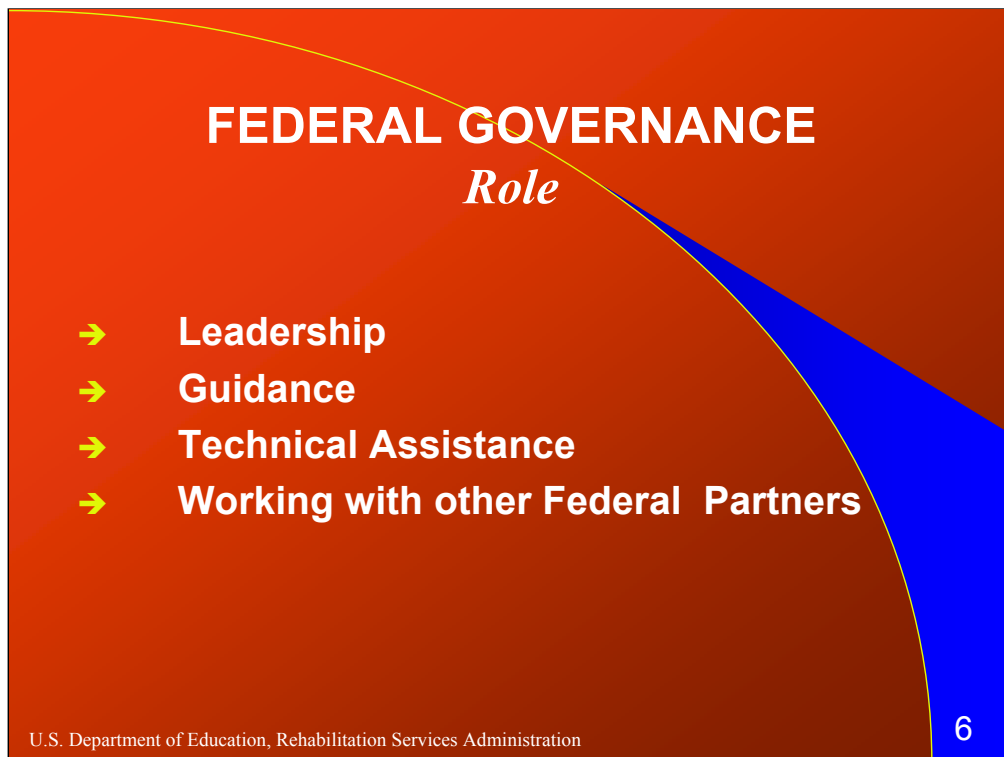 FEDERAL GOVERNANCE
Role
➔ Leadership
➔ Guidance
➔ Technical Assistance
➔ Working with other Federal  Partners
U.S. Department of Education, Rehabilitation Services Administration
6